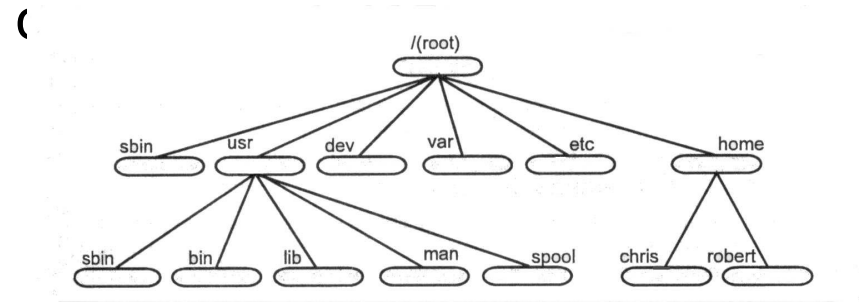 /(root)
sbin usr dev var etc home
sbin bin lib man spool chris robert